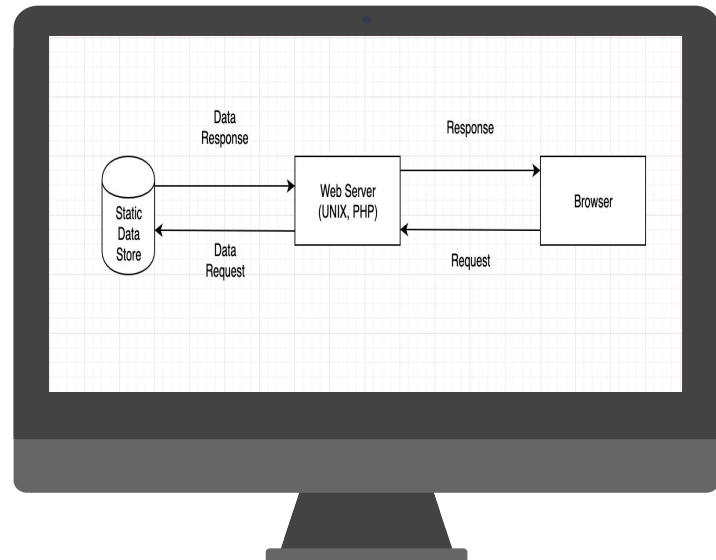 Data
Response
Response
Static
Data
Store
Web Server
(UNIX, PHP)
Browser
Data
Request
Request